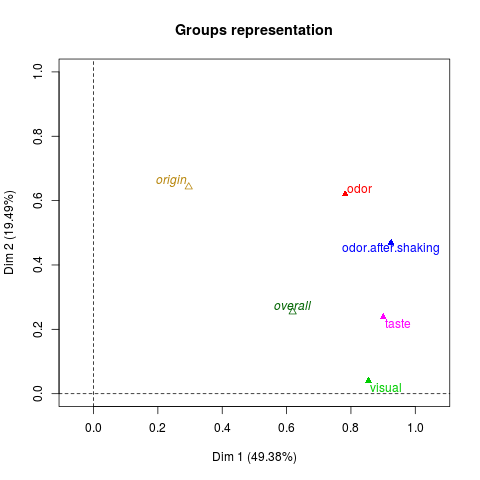 Groups representation
Dim 2 (19.49%)
1.0
0.8
0.6
0.4
0.2
0.0
origin
odor
odor.after.shaking
overall
taste
visual
0.0 0.2 0.4 0.6 0.8 1.0
Dim 1 (49.38%)